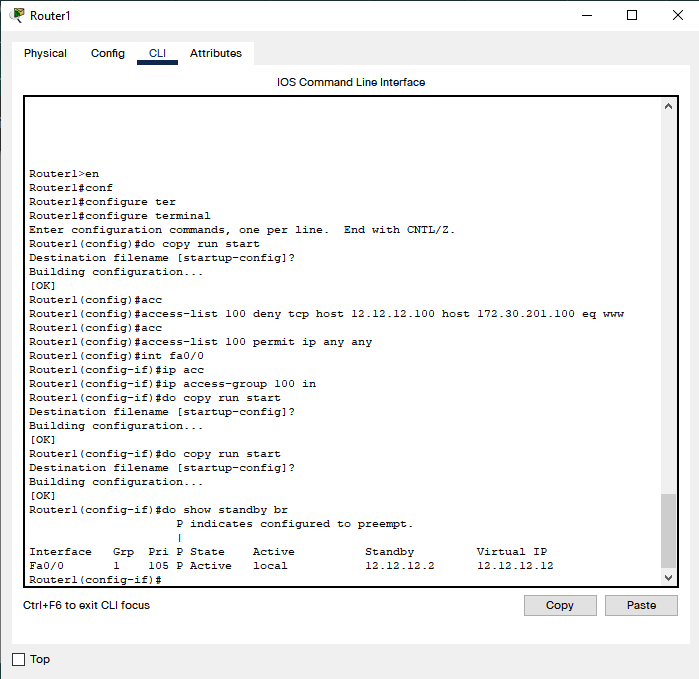 Router1
Physical Config CLI Attributes
IOS Command Line Interface
Router1>en
Router1#conf
Router1#configure ter
Router1#configure terminal
Enter configuration commands, one per line.  End with CNTL/Z.
Router1(config)#do copy run start
Destination filename [startup-config]?
Building configuration...
[OK]
Router1(config)#acc
Router1(config)#access-list 100 deny tcp host 12.12.12.100 host 172.30.201.100 eq www
Router1(config)#acc
Router1(config)#access-list 100 permit ip any any
Router1(config)#int fa0/0
Router1(config-if)#ip acc
Router1(config-if)#ip access-group 100 in
Router1(config-if)#do copy run start
Destination filename [startup-config]?
Building configuration...
[OK]
Router1(config-if)#do copy run start
Destination filename [startup-config]?
Building configuration...
[OK]
Router1(config-if)#do show standby br
                     P indicates configured to preempt.
                     |
Interface   Grp  Pri P State    Active          Standby         Virtual IP
Fa0/0       1    105 P Active   local           12.12.12.2      12.12.12.12
Router1(config-if)#
Ctrl+F6 to exit CLI focus
Copy Paste
Top